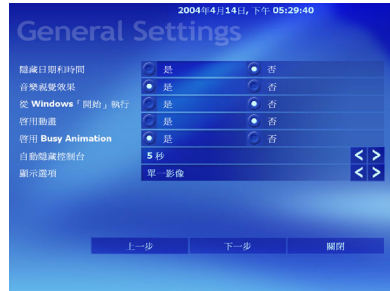 2004年4月14日, 下午 05:29:40
General Settings
隱藏日期和時間 是 否
音樂視覺效果 是 否
從 Windows「開始」執行 是 否
啓用動畫 是 否
啓用 Busy Animation 是 否
自動隱藏控制台 5 秒 < >
顯示選項 單一影像 < >
上一步 下一步 關閉